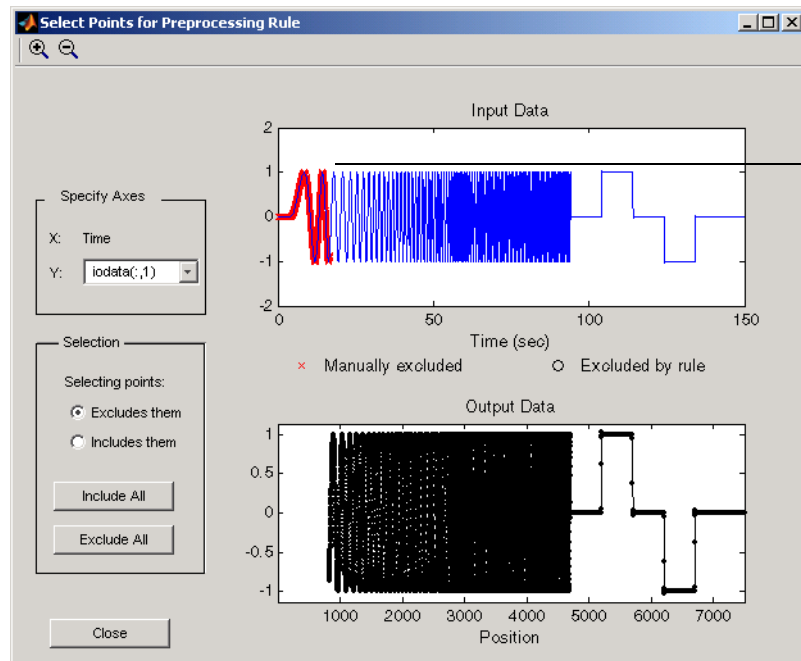 Select Points for Preprocessing Rule
Specify Axes
X: Time
Y: iodata(:,1)
Selection
Selecting points:
Excludes them
Includes them
Include All
Exclude All
Close
Input Data
2
1
0
-1
-2
0 50 100 150
Time (sec)
× Manually excluded O Excluded by rule
Output Data
1
0.5
0
-0.5
-1
1000 2000 3000 4000 5000 6000 7000
Position